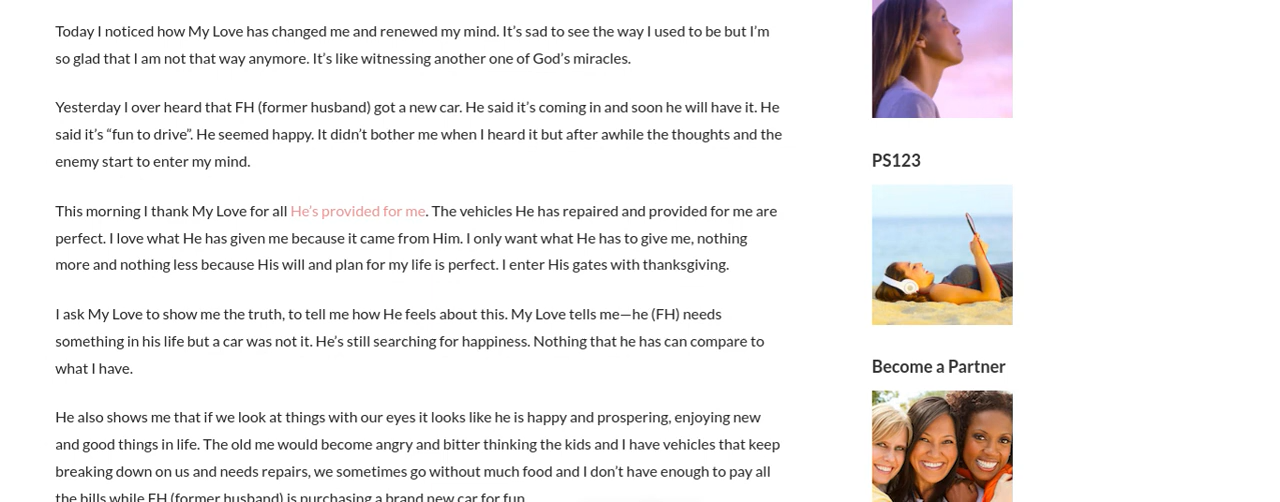 Today I noticed how My Love has changed me and renewed my mind. It’s sad to see the way I used to be but I’m
so glad that I am not that way anymore. It’s like witnessing another one of God’s miracles.
Yesterday I over heard that FH (former husband) got a new car. He said it’s coming in and soon he will have it. He
said it’s “fun to drive”. He seemed happy. It didn’t bother me when I heard it but after awhile the thoughts and the
enemy start to enter my mind.
This morning I thank My Love for all He’s provided for me. The vehicles He has repaired and provided for me are
perfect. I love what He has given me because it came from Him. I only want what He has to give me, nothing
more and nothing less because His will and plan for my life is perfect. I enter His gates with thanksgiving.
I ask My Love to show me the truth, to tell me how He feels about this. My Love tells me—he (FH) needs
something in his life but a car was not it. He’s still searching for happiness. Nothing that he has can compare to
what I have.
He also shows me that if we look at things with our eyes it looks like he is happy and prospering, enjoying new
and good things in life. The old me would become angry and bitter thinking the kids and I have vehicles that keep
breaking down on us and needs repairs, we sometimes go without much food and I don’t have enough to pay all
the bills while FH (former husband) is purchasing a brand new car for fun.
PS123
Become a Partner